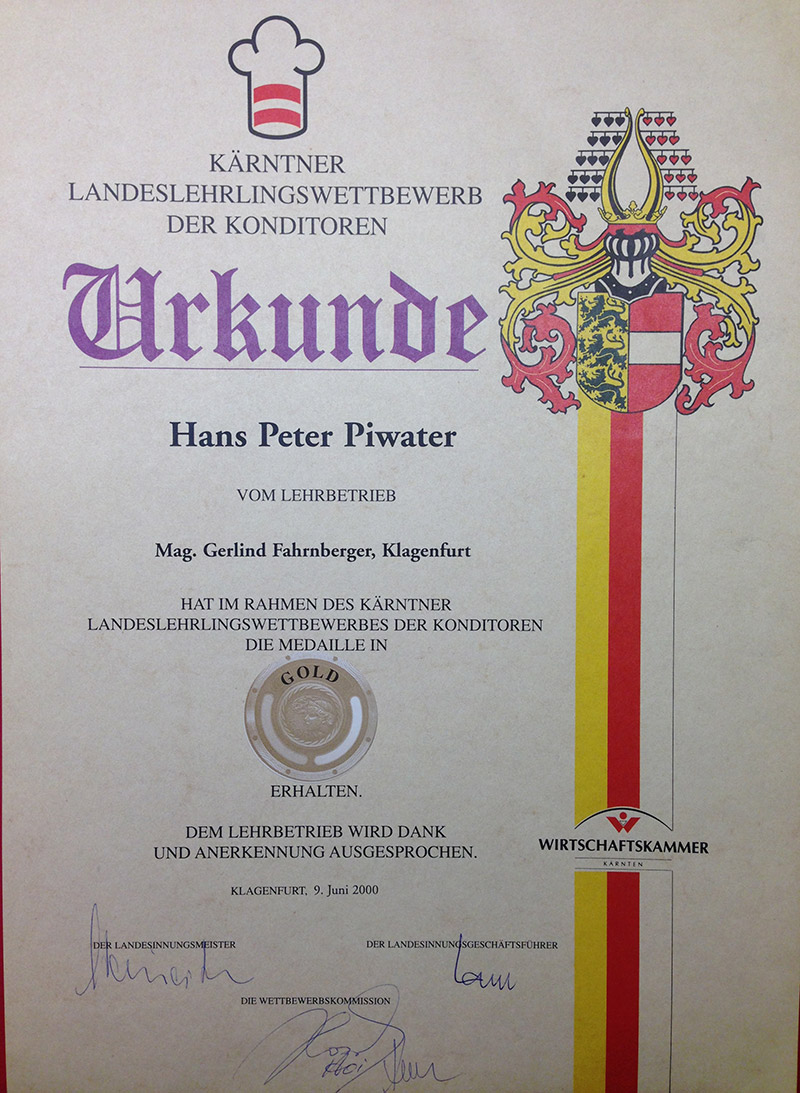 KÄRNTNER
LANDESLEHRLINGSWETTBEWERB
DER KONDITOREN
Urkunde
Hans Peter Piwater
VOM LEHRBETRIEB
Mag. Gerlind Fahrnberger, Klagenfurt
HAT IM RAHMEN DES KÄRNTNER
LANDESLEHRLINGSWETTBEWERBES DER KONDITOREN
DIE MEDAILLE IN
GOLD
ERHALTEN.
DEM LEHRBETRIEB WIRD DANK
UND ANERKENNUNG AUSGESPROCHEN.
WIRTSCHAFTSKAMMER
KÄRNTEN
KLAGENFURT, 9. Juni 2000
DER LANDESINNUNGSMEISTER
DER LANDESINNUNGSGESCHÄFTSFÜHRER
DIE WETTBEWERBSKOMMISSION